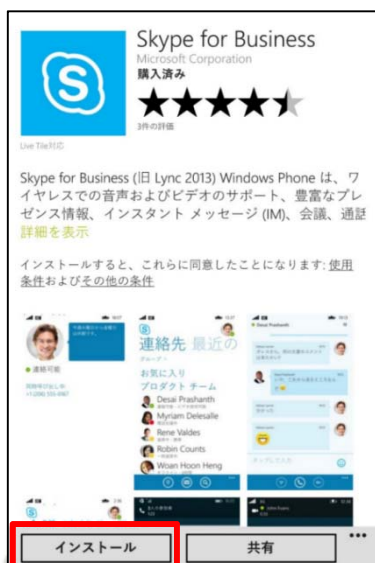 Skype for Business
Microsoft Corporation
購入済み
3件の評価
Live Tile対応
Skype for Business (旧 Lync 2013) Windows Phone は、ワ
イヤレスでの音声およびビデオのサポート、豊富なプレ
ゼンス情報、インスタント メッセージ (IM)、会議、通話
詳細を表示
インストールすると、これらに同意したことになります: 使用
条件およびその他の条件
連絡可能
連絡先 最近の
グループ
お気に入り
プロダクト チーム
Desai Prashanth
Myriam Delesalle
Rene Valdes
Robin Counts
Woan Hoon Heng
Desai Prashanth
インストール
共有